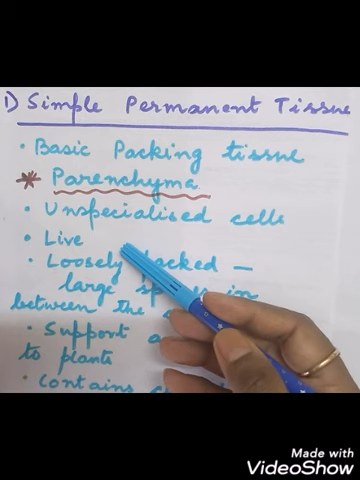 1) Simple Permanent Tissue
• Basic Packing tissue
* Parenchyma
• Unspecialised cells
• Live
• Loosely packed —
large in
between the
• Support
to plants
• Contains
Made with
VideoShow